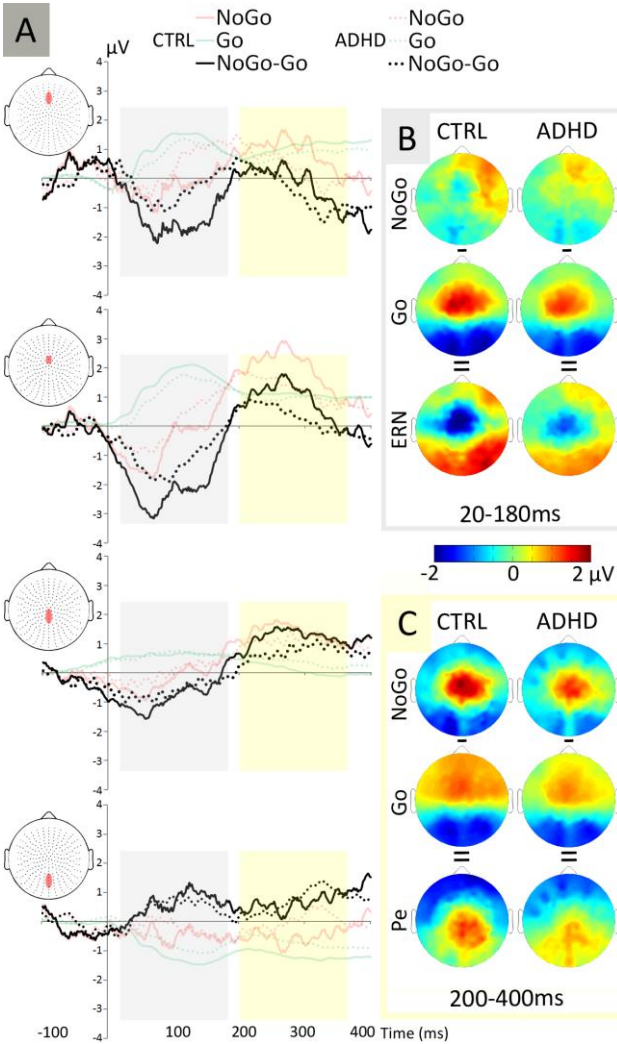 A
NoGo NoGo
CTRL Go ADHD Go
NoGo-Go NoGo-Go
µV
4
3
2
1
0
-1
-2
-3
-4
4
3
2
1
0
-1
-2
-3
-4
4
3
2
1
0
-1
-2
-3
-4
4
3
2
1
0
-1
-2
-3
-4
-100 100 200 300 400 Time (ms)
B
CTRL ADHD
NoGo
-
-
Go
=
=
ERN
20-180ms
-2 0 2 µV
C
CTRL ADHD
NoGo
-
-
Go
=
=
Pe
200-400ms